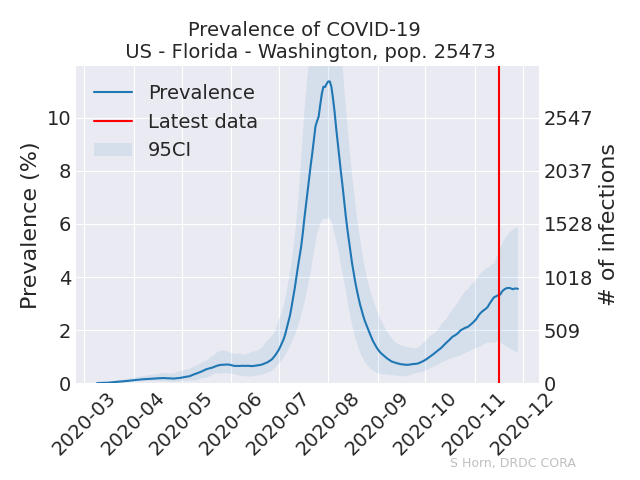 Prevalence of COVID-19
US - Florida - Washington, pop. 25473
Prevalence
Latest data
95CI
Prevalence (%)
10
8
6
4
2
0
2547
2037
1528
1018
509
0
# of infections
2020-03
2020-04
2020-05
2020-06
2020-07
2020-08
2020-09
2020-10
2020-11
2020-12
S Horn, DRDC CORA